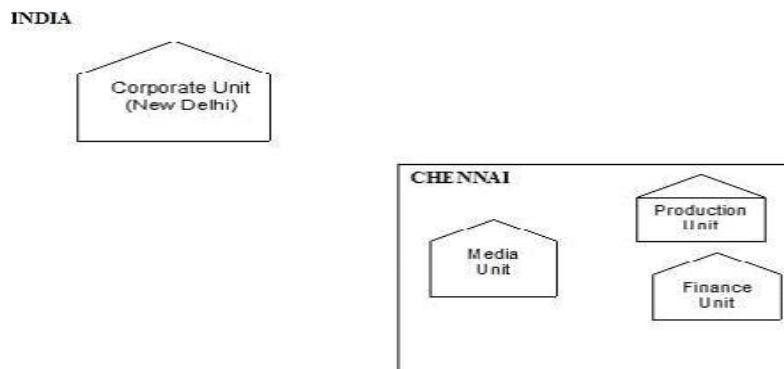 INDIA
Corporate Unit
(New Delhi)
CHENNAI
Production
Unit
Media
Unit
Finance
Unit